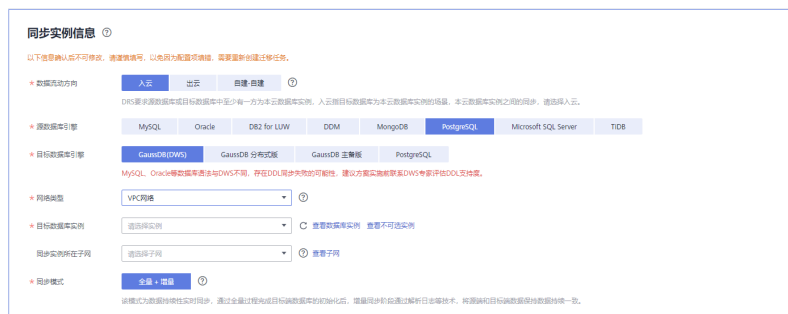 同步实例信息
以下信息确认后不可修改，请谨慎填写，以免因为配置项填错，需要重新创建迁移任务。
* 数据流动方向 入云 出云 自建-自建
DRS要求源数据库或目标数据库中至少有一方为本云数据库实例，入云指目标数据库为本云数据库实例的场景，本云数据库实例之间的同步，请选择入云。
* 源数据库引擎 MySQL Oracle DB2 for LUW DDM MongoDB PostgreSQL Microsoft SQL Server TiDB
* 目标数据库引擎 GaussDB(DWS) GaussDB 分布式版 GaussDB 主备版 PostgreSQL
MySQL、Oracle等数据库语法与DWS不同，存在DDL同步失败的可能性，建议方案实施前联系DWS专家评估DDL支持度。
* 网络类型 VPC网络
* 目标数据库实例 请选择实例 查看数据库实例 查看不可选实例
同步实例所在子网 请选择子网 查看子网
* 同步模式 全量 + 增量
该模式为数据持续性实时同步，通过全量过程完成目标端数据库的初始化后，增量同步阶段通过解析日志等技术，将源端和目标端数据保持数据持续一致。